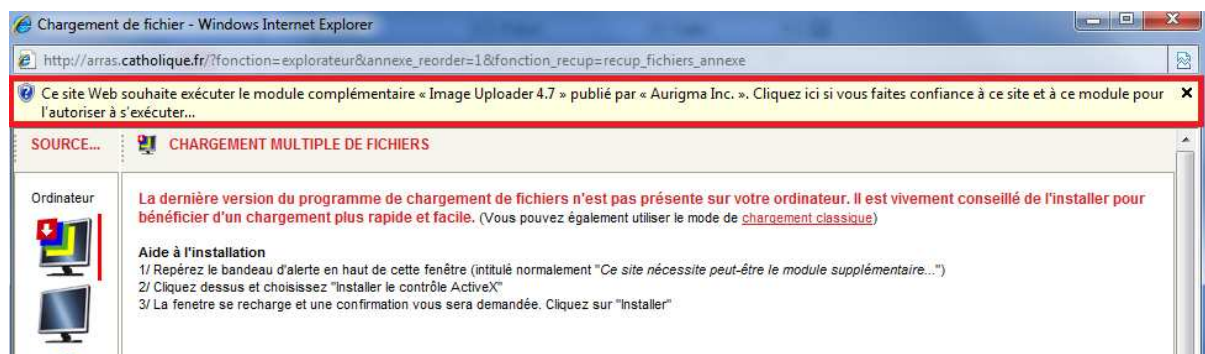 Chargement de fichier - Windows Internet Explorer
http://arras.catholique.fr/?fonction=explorateur&annexe_reorder=1&fonction_recup=recup_fichiers_annexe
Ce site Web souhaite exécuter le module complémentaire « Image Uploader 4.7 » publié par « Aurigma Inc. ». Cliquez ici si vous faites confiance à ce site et à ce module pour
l'autoriser à s'exécuter...
SOURCE... CHARGEMENT MULTIPLE DE FICHIERS
Ordinateur
La dernière version du programme de chargement de fichiers n'est pas présente sur votre ordinateur. Il est vivement conseillé de l'installer pour
bénéficier d'un chargement plus rapide et facile. (Vous pouvez également utiliser le mode de chargement classique)
Aide à l'installation
1/ Repérez le bandeau d'alerte en haut de cette fenêtre (intitulé normalement "Ce site nécessite peut-être le module supplémentaire...")
2/ Cliquez dessus et choisissez "Installer le contrôle ActiveX"
3/ La fenetre se recharge et une confirmation vous sera demandée. Cliquez sur "Installer"